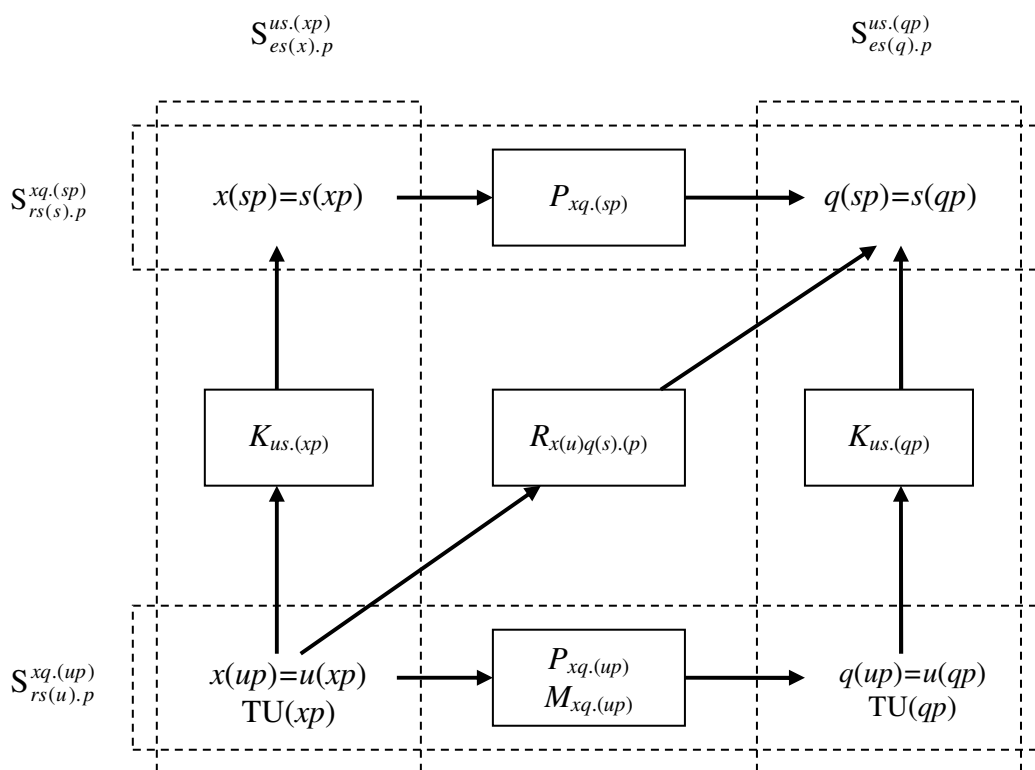 S^{us.(xp)}_{es(x).p} S^{us.(qp)}_{es(q).p}
S^{xq.(sp)}_{rs(s).p} x(sp)=s(xp) P_{xq.(sp)} q(sp)=s(qp)
K_{us.(xp)} R_{x(u)q(s).(p)} K_{us.(qp)}
S^{xq.(up)}_{rs(u).p} x(up)=u(xp) P_{xq.(up)} q(up)=u(qp)
TU(xp) M_{xq.(up)} TU(qp)